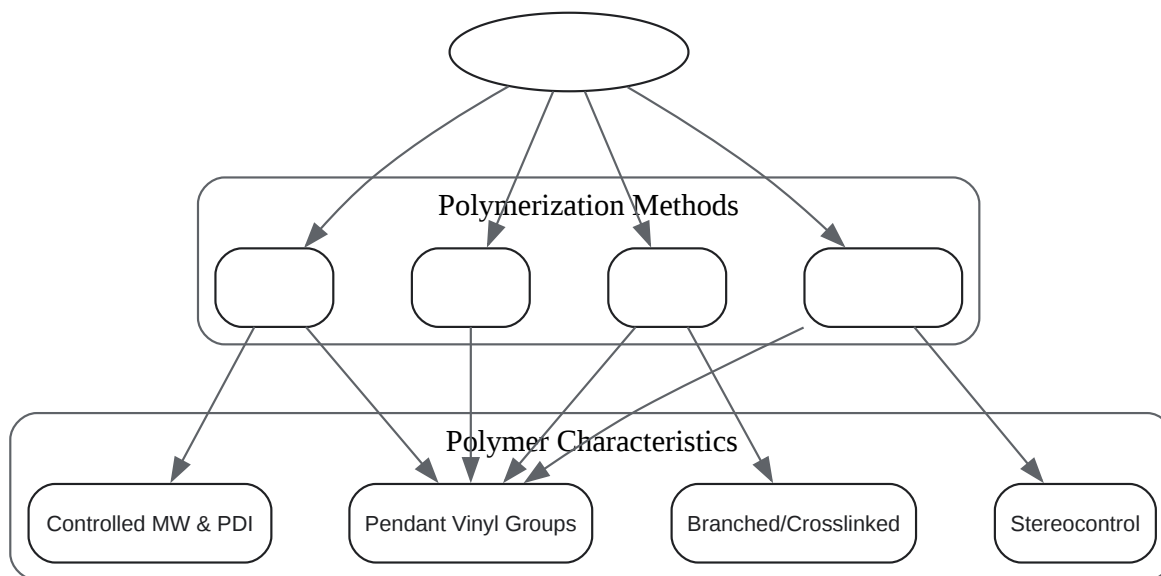 Polymerization Methods
Polymer Characteristics
Controlled MW & PDI
Pendant Vinyl Groups
Branched/Crosslinked
Stereocontrol